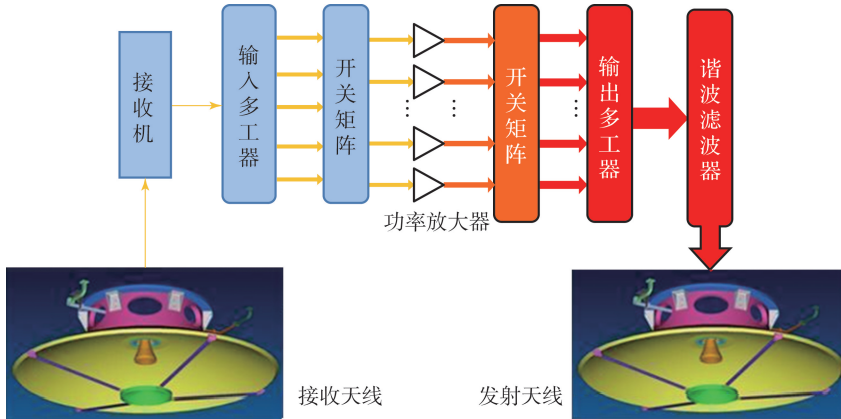 接收机
输入多工器
开关矩阵
功率放大器
开关矩阵
输出多工器
谐波滤波器
接收天线
发射天线